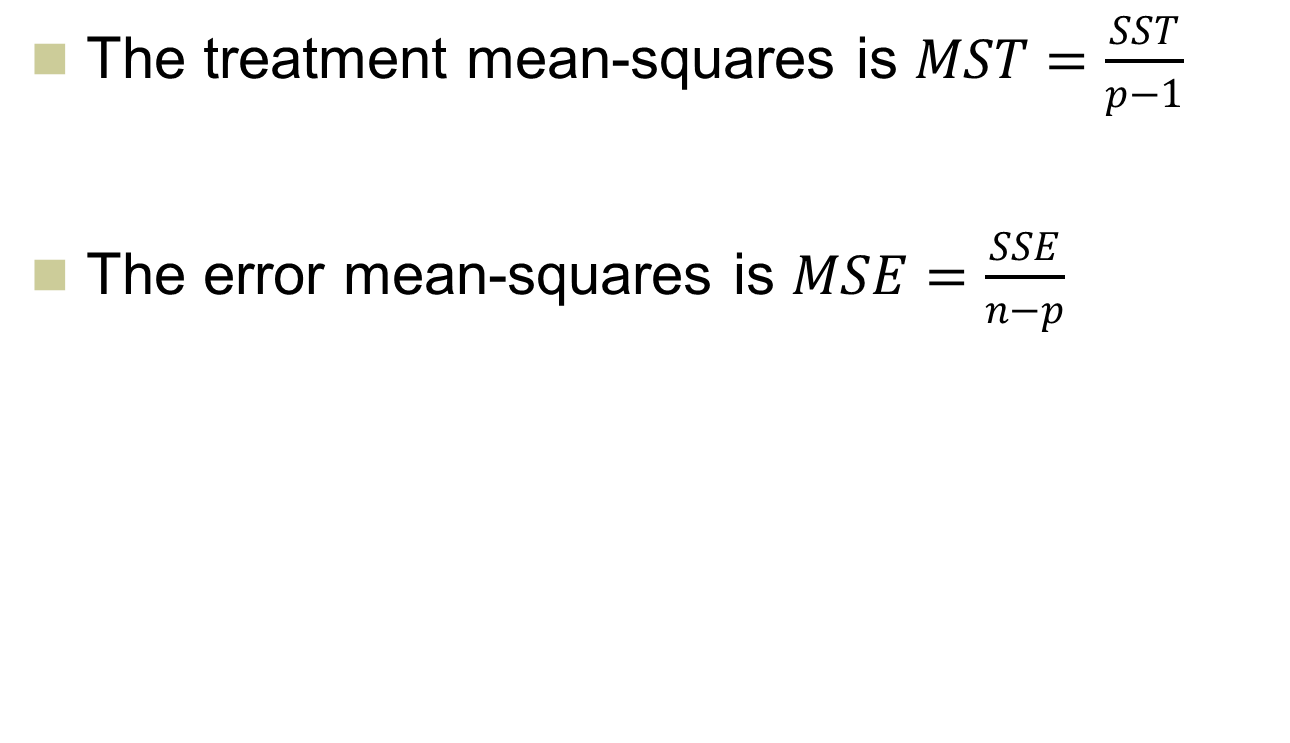 ■ The treatment mean-squares is 𝑀𝑆𝑇 = 𝑆𝑆𝑇/(𝑝−1)
■ The error mean-squares is 𝑀𝑆𝐸 = 𝑆𝑆𝐸/(𝑛−𝑝)